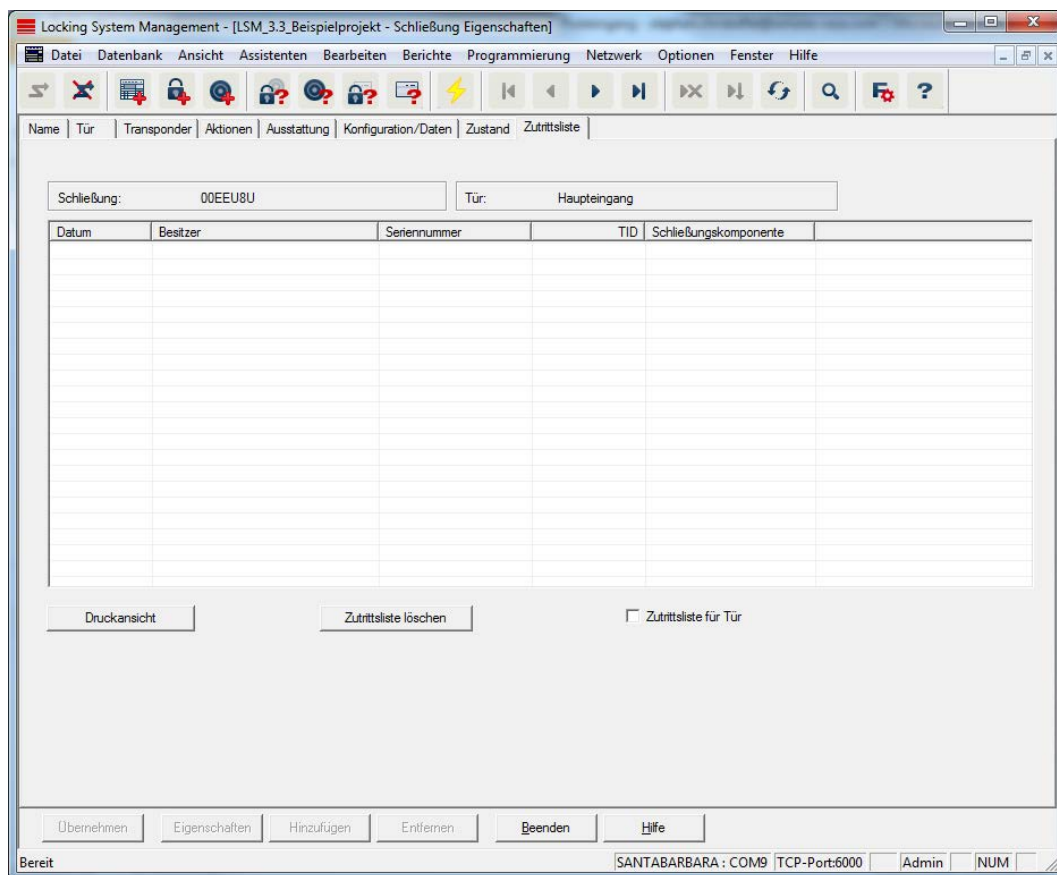 Locking System Management - [LSM_3.3_Beispielprojekt - Schließung Eigenschaften]
Datei Datenbank Ansicht Assistenten Bearbeiten Berichte Programmierung Netzwerk Optionen Fenster Hilfe
Name Tür Transponder Aktionen Ausstattung Konfiguration/Daten Zustand Zutrittsliste
Schließung: 00EEU8U Tür: Haupteingang
Datum Besitzer Seriennummer TID Schließungskomponente
Druckansicht Zutrittsliste löschen Zutrittsliste für Tür
Übernehmen Eigenschaften Hinzufügen Entfernen Beenden Hilfe
Bereit SANTABARBARA : COM9 TCP-Port:6000 Admin NUM